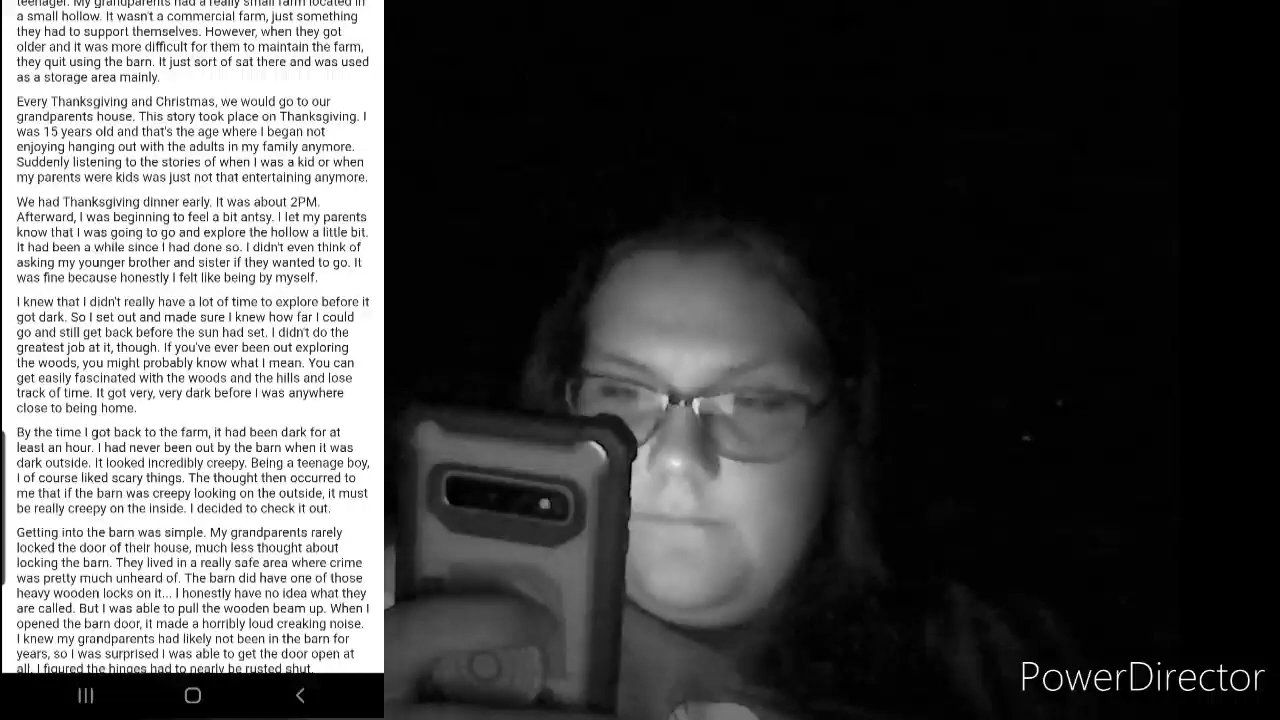 teenager. My grandparents had a really small farm located in
a small hollow. It wasn't a commercial farm, just something
they had to support themselves. However, when they got
older and it was more difficult for them to maintain the farm,
they quit using the barn. It just sort of sat there and was used
as a storage area mainly.
Every Thanksgiving and Christmas, we would go to our
grandparents house. This story took place on Thanksgiving. I
was 15 years old and that's the age where I began not
enjoying hanging out with the adults in my family anymore.
Suddenly listening to the stories of when I was a kid or when
my parents were kids was just not that entertaining anymore.
We had Thanksgiving dinner early. It was about 2PM.
Afterward, I was beginning to feel a bit antsy. I let my parents
know that I was going to go and explore the hollow a little bit.
It had been a while since I had done so. I didn't even think of
asking my younger brother and sister if they wanted to go. It
was fine because honestly I felt like being by myself.
I knew that I didn't really have a lot of time to explore before it
got dark. So I set out and made sure I knew how far I could
go and still get back before the sun had set. I didn't do the
greatest job at it, though. If you've ever been out exploring
the woods, you might probably know what I mean. You can
get easily fascinated with the woods and the hills and lose
track of time. It got very, very dark before I was anywhere
close to being home.
By the time I got back to the farm, it had been dark for at
least an hour. I had never been out by the barn when it was
dark outside. It looked incredibly creepy. Being a teenage boy,
I of course liked scary things. The thought then occurred to
me that if the barn was creepy looking on the outside, it must
be really creepy on the inside. I decided to check it out.
Getting into the barn was simple. My grandparents rarely
locked the door of their house, much less thought about
locking the barn. They lived in a really safe area where crime
was pretty much unheard of. The barn did have one of those
heavy wooden locks on it... I honestly have no idea what they
are called. But I was able to pull the wooden beam up. When I
opened the barn door, it made a horribly loud creaking noise.
I knew my grandparents had likely not been in the barn for
years, so I was surprised I was able to get the door open at
all. I figured the hinges had to nearly be rusted shut.
PowerDirector